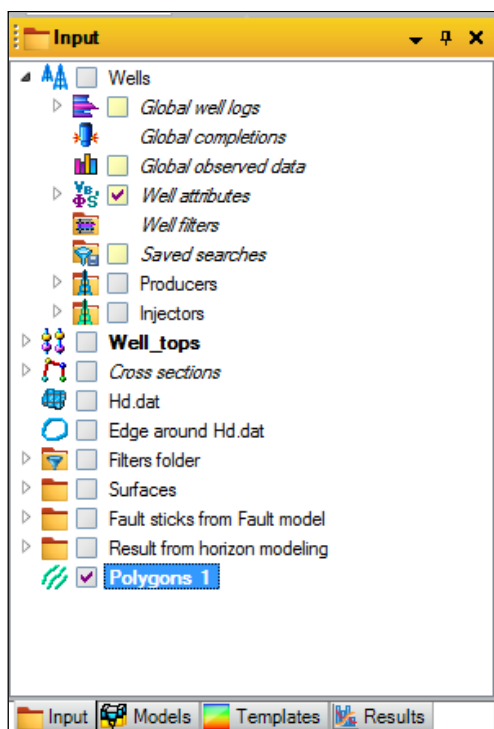 Input
Wells
Global well logs
Global completions
Global observed data
Well attributes
Well filters
Saved searches
Producers
Injectors
Well_tops
Cross sections
Hd.dat
Edge around Hd.dat
Filters folder
Surfaces
Fault sticks from Fault model
Result from horizon modeling
Polygons 1
Input Models Templates Results